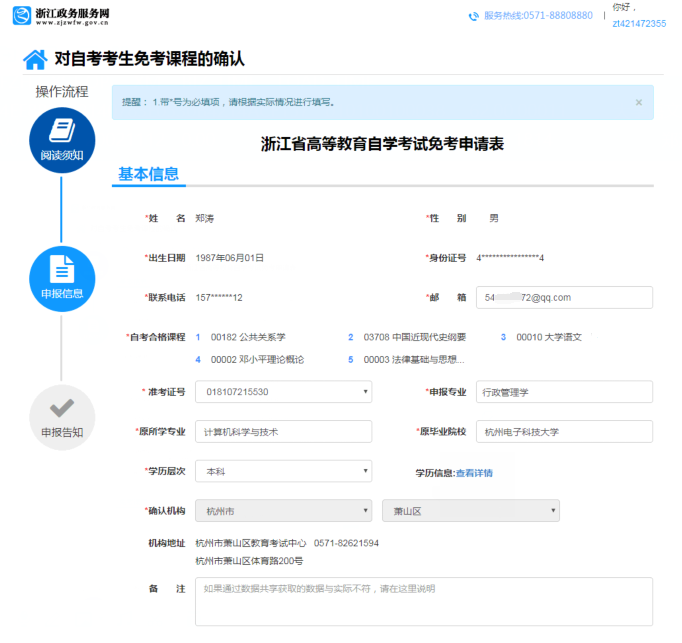 浙江政务服务网
www.zjzwfw.gov.cn
服务热线:0571-88808880
你好，
zt421472355
对自考考生免考课程的确认
操作流程
阅读须知
申报信息
申报告知
提醒： 1.带*号为必填项，请根据实际情况进行填写。 ×
浙江省高等教育自学考试免考申请表
基本信息
*姓 名 郑涛 *性 别 男
*出生日期 1987年06月01日 *身份证号 4****************4
*联系电话 157******12 *邮 箱 54 72@qq.com
*自考合格课程 1 00182 公共关系学 2 03708 中国近现代史纲要 3 00010 大学语文
4 00002 邓小平理论概论 5 00003 法律基础与思想...
* 准考证号 018107215530 *申报专业 行政管理学
*原所学专业 计算机科学与技术 *原毕业院校 杭州电子科技大学
*学历层次 本科 学历信息:查看详情
*确认机构 杭州市 萧山区
机构地址 杭州市萧山区教育考试中心 0571-82621594
杭州市萧山区体育路200号
备 注 如果通过数据共享获取的数据与实际不符，请在这里说明